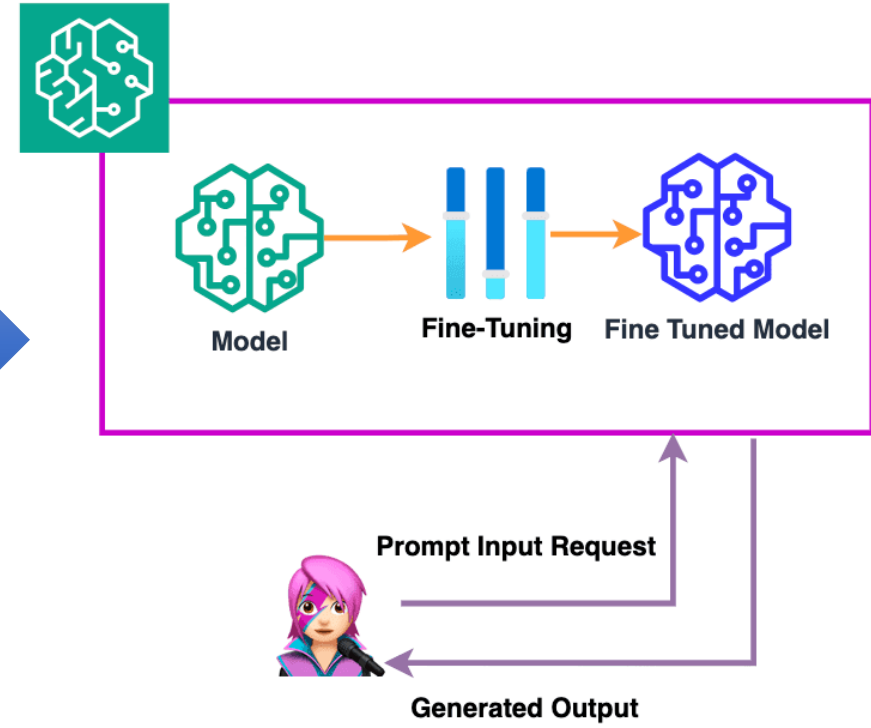 Model
Fine-Tuning
Fine Tuned Model
Prompt Input Request
Generated Output